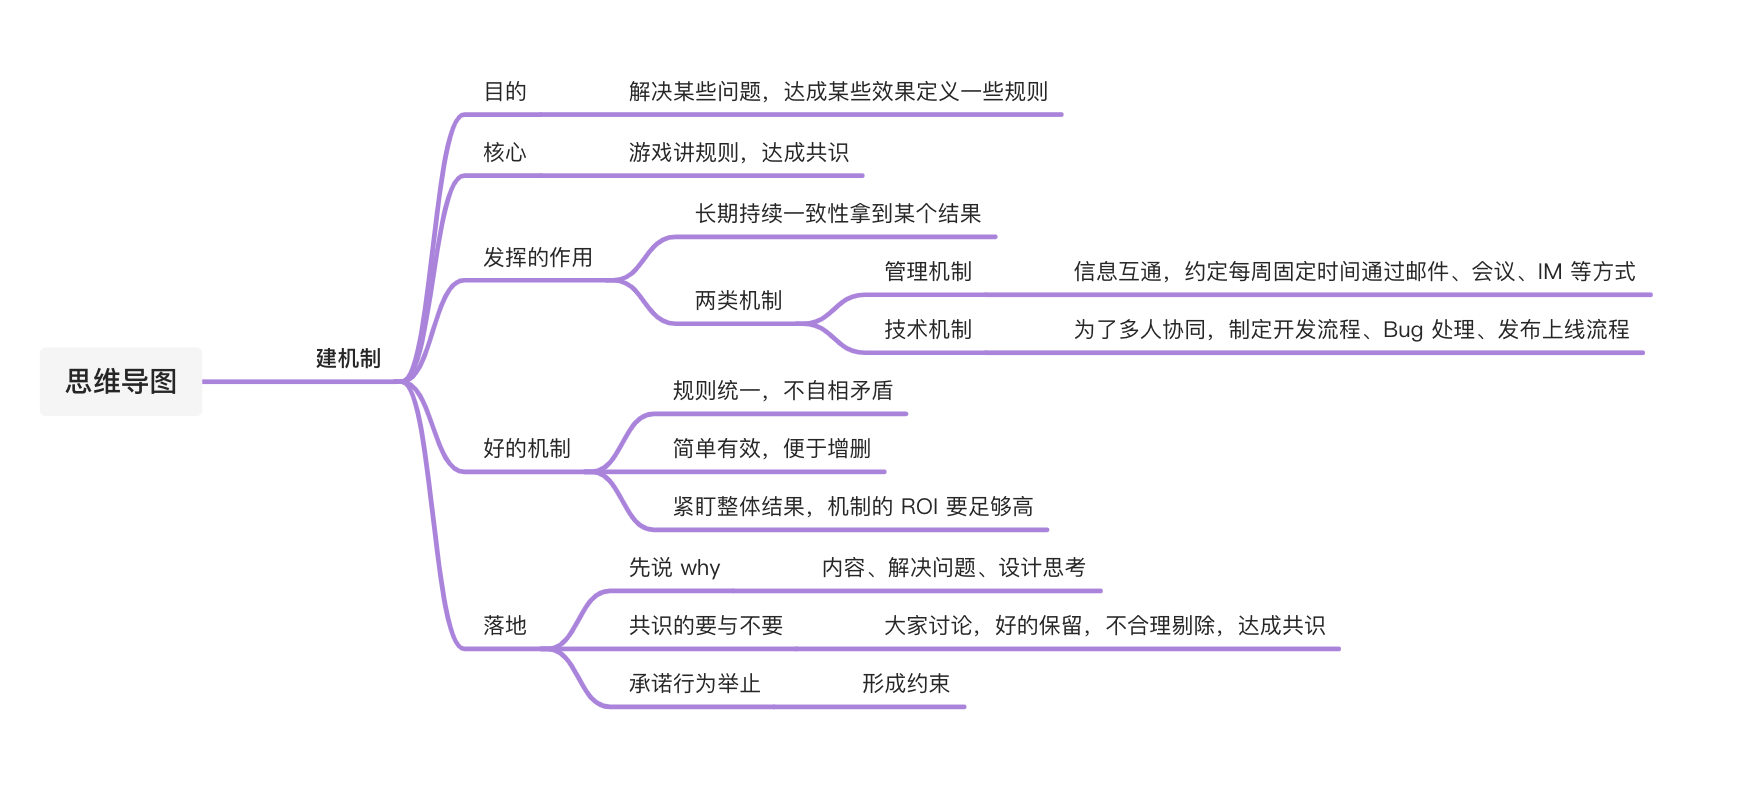 思维导图
建机制
目的
解决某些问题，达成某些效果定义一些规则
核心
游戏讲规则，达成共识
发挥的作用
长期持续一致性拿到某个结果
两类机制
管理机制
信息互通，约定每周固定时间通过邮件、会议、IM 等方式
技术机制
为了多人协同，制定开发流程、Bug 处理、发布上线流程
好的机制
规则统一，不自相矛盾
简单有效，便于增删
紧盯整体结果，机制的 ROI 要足够高
落地
先说 why
内容、解决问题、设计思考
共识的要与不要
大家讨论，好的保留，不合理剔除，达成共识
承诺行为举止
形成约束